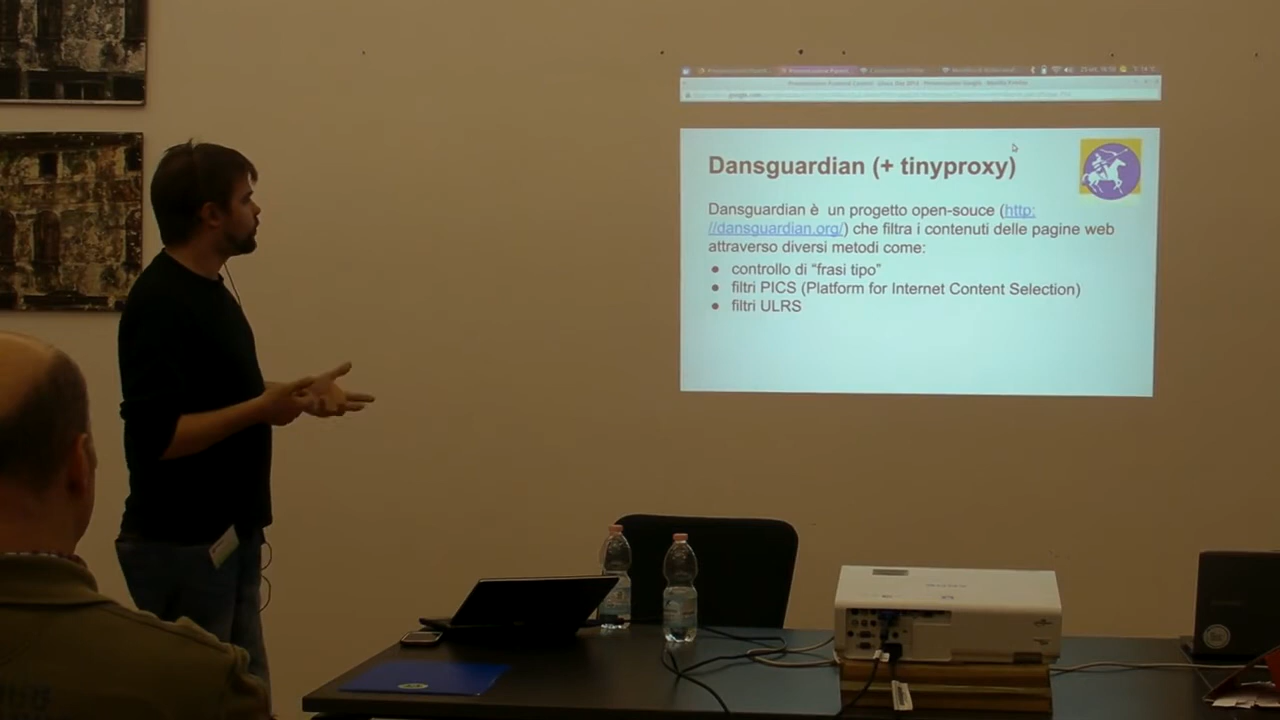 Dansguardian (+ tinyproxy)
Dansguardian è un progetto open-souce (http:
//dansguardian.org/) che filtra i contenuti delle pagine web
attraverso diversi metodi come:
● controllo di “frasi tipo”
● filtri PICS (Platform for Internet Content Selection)
● filtri ULRS